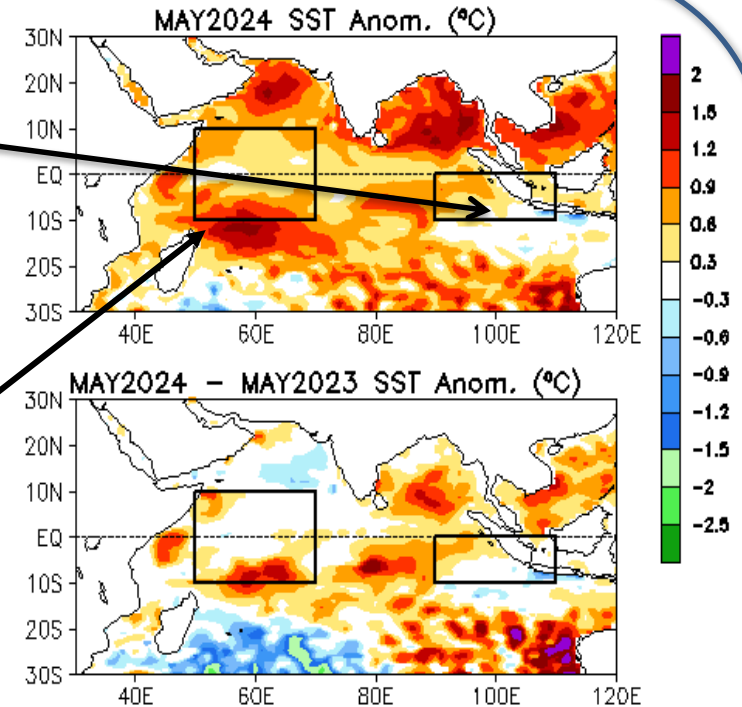 MAY2024 SST Anom. (ºC)
30N
20N
10N
EQ
10S
20S
30S
40E 60E 80E 100E 120E
2
1.5
1.2
0.9
0.6
0.3
-0.3
-0.6
-0.9
-1.2
-1.5
-2
-2.5
MAY2024 - MAY2023 SST Anom. (ºC)
30N
20N
10N
EQ
10S
20S
30S
40E 60E 80E 100E 120E